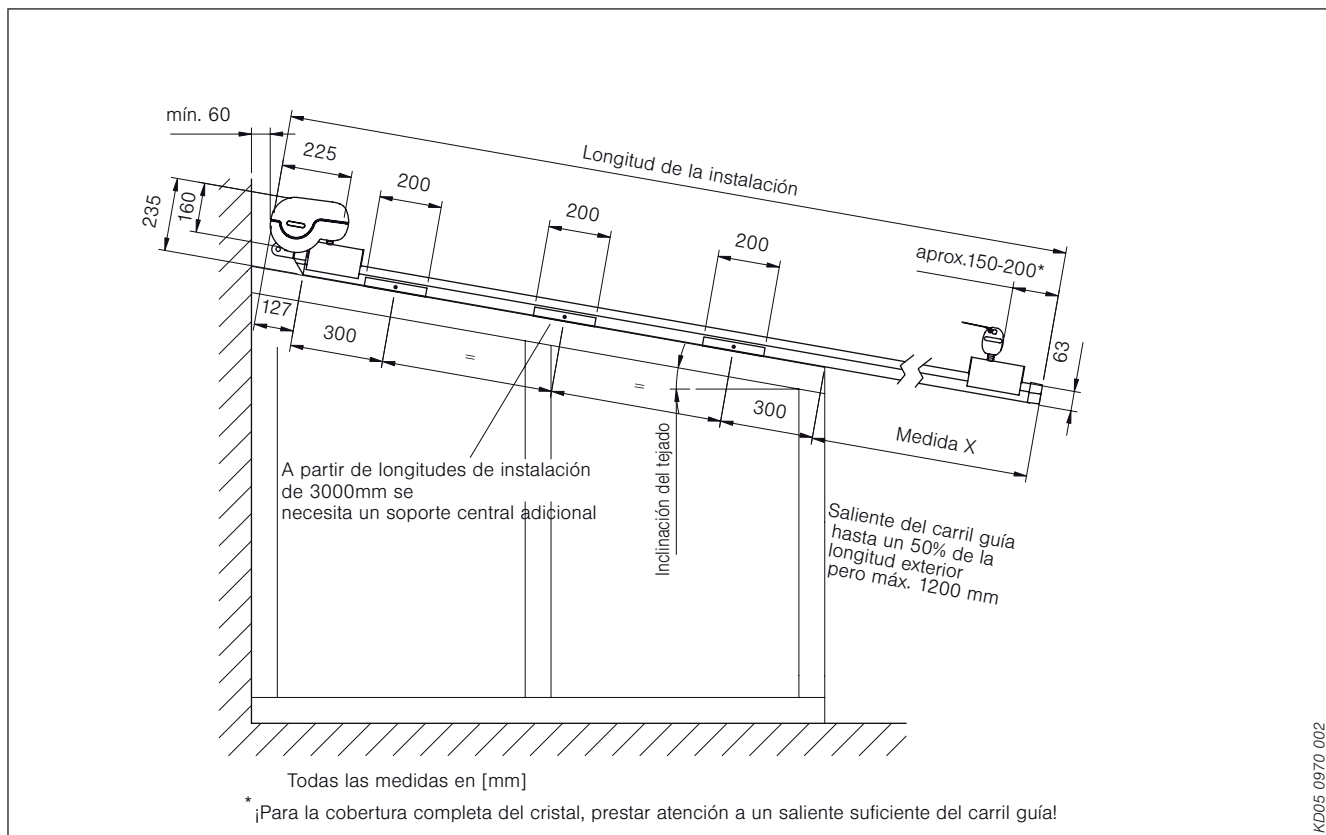 mín. 60
225
Longitud de la instalación
200
235
160
200
200
aprox.150-200*
127
300
=
=
300
63
Medida X
A partir de longitudes de instalación
de 3000mm se
necesita un soporte central adicional
Inclinación del tejado
Saliente del carril guía
hasta un 50% de la
longitud exterior
pero máx. 1200 mm
Todas las medidas en [mm]
* ¡Para la cobertura completa del cristal, prestar atención a un saliente suficiente del carril guía!
KD05 0970 002